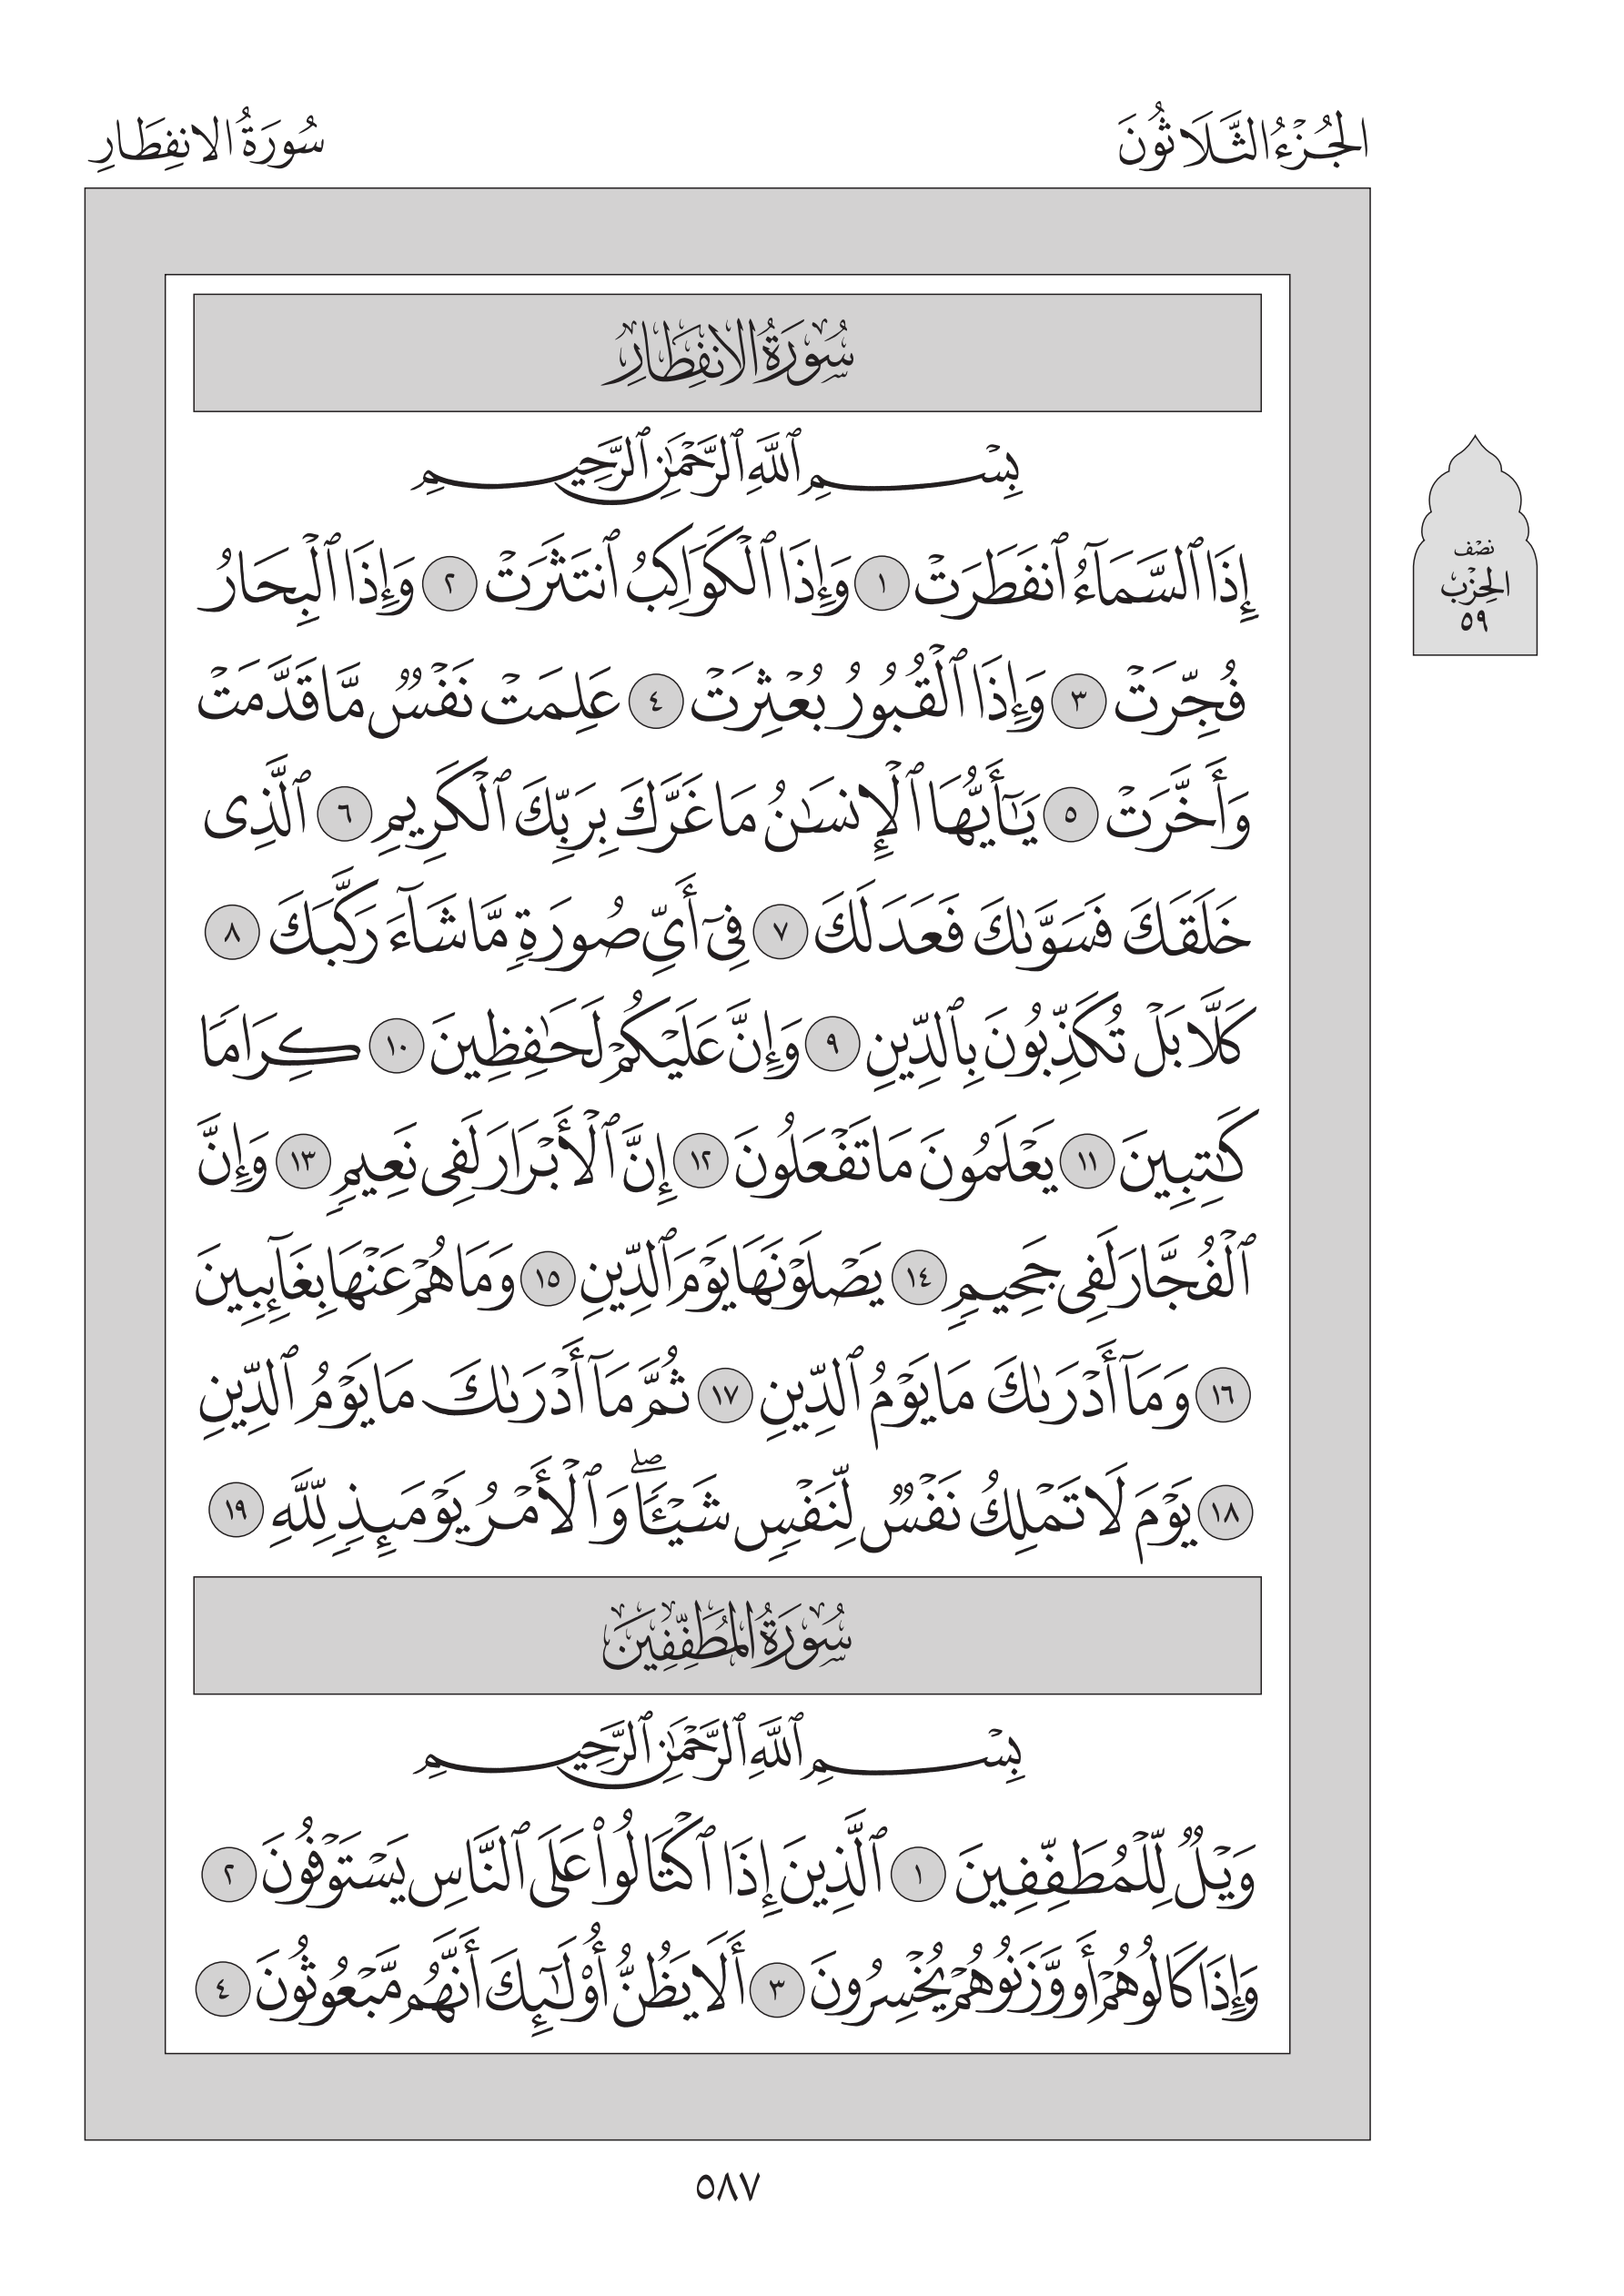 الجُزْءُ الثَّلَاثُونَ
سُورَةُ الانفِطَارِ
سُورَةُ الانفِطَارِ
بِسْمِ ٱللَّهِ ٱلرَّحْمَٰنِ ٱلرَّحِيمِ
إِذَا ٱلسَّمَآءُ ٱنفَطَرَتْ ١ وَإِذَا ٱلْكَوَاكِبُ ٱنتَثَرَتْ ٢ وَإِذَا ٱلْبِحَارُ
فُجِّرَتْ ٣ وَإِذَا ٱلْقُبُورُ بُعْثِرَتْ ٤ عَلِمَتْ نَفْسٌ مَّا قَدَّمَتْ
وَأَخَّرَتْ ٥ يَٰٓأَيُّهَا ٱلْإِنسَٰنُ مَا غَرَّكَ بِرَبِّكَ ٱلْكَرِيمِ ٦ ٱلَّذِى
خَلَقَكَ فَسَوَّىٰكَ فَعَدَلَكَ ٧ فِىٓ أَىِّ صُورَةٍ مَّا شَآءَ رَكَّبَكَ ٨
كَلَّا بَلْ تُكَذِّبُونَ بِٱلدِّينِ ٩ وَإِنَّ عَلَيْكُمْ لَحَٰفِظِينَ ١٠ كِرَامًا
كَٰتِبِينَ ١١ يَعْلَمُونَ مَا تَفْعَلُونَ ١٢ إِنَّ ٱلْأَبْرَارَ لَفِى نَعِيمٍ ١٣ وَإِنَّ
ٱلْفُجَّارَ لَفِى جَحِيمٍ ١٤ يَصْلَوْنَهَا يَوْمَ ٱلدِّينِ ١٥ وَمَا هُمْ عَنْهَا بِغَآئِبِينَ
١٦ وَمَآ أَدْرَىٰكَ مَا يَوْمُ ٱلدِّينِ ١٧ ثُمَّ مَآ أَدْرَىٰكَ مَا يَوْمُ ٱلدِّينِ
١٨ يَوْمَ لَا تَمْلِكُ نَفْسٌ لِّنَفْسٍ شَيْـًٔا ۖ وَٱلْأَمْرُ يَوْمَئِذٍ لِّلَّهِ ١٩
سُورَةُ المُطَفِّفِينَ
بِسْمِ ٱللَّهِ ٱلرَّحْمَٰنِ ٱلرَّحِيمِ
وَيْلٌ لِّلْمُطَفِّفِينَ ١ ٱلَّذِينَ إِذَا ٱكْتَالُوا۟ عَلَى ٱلنَّاسِ يَسْتَوْفُونَ ٢
وَإِذَا كَالُوهُمْ أَو وَّزَنُوهُمْ يُخْسِرُونَ ٣ أَلَا يَظُنُّ أُو۟لَٰٓئِكَ أَنَّهُم مَّبْعُوثُونَ ٤
نصف
الحِزْب
٥٩
٥٨٧